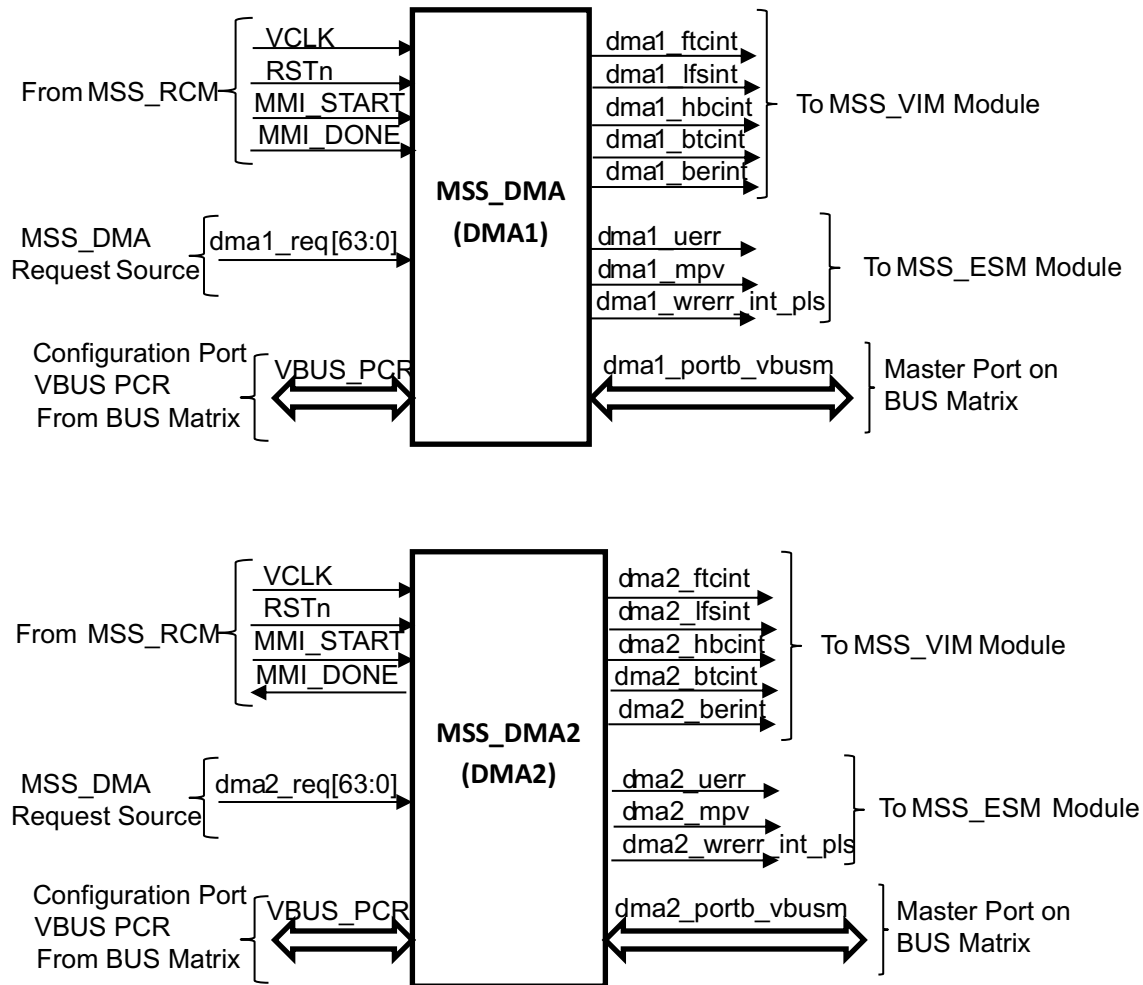 VCLK
RSTn
From MSS_RCM
MMI_START
MMI_DONE
dma1_ftcint
dma1_lfsint
dma1_hbcint
dma1_btcint
dma1_berint
To MSS_VIM Module
MSS_DMA
(DMA1)
MSS_DMA
Request Source
dma1_req[63:0]
dma1_uerr
dma1_mpv
dma1_wrerr_int_pls
To MSS_ESM Module
Configuration Port
VBUS PCR
From BUS Matrix
VBUS_PCR
dma1_portb_vbusm
Master Port on
BUS Matrix
VCLK
RSTn
From MSS_RCM
MMI_START
MMI_DONE
dma2_ftcint
dma2_lfsint
dma2_hbcint
dma2_btcint
dma2_berint
To MSS_VIM Module
MSS_DMA2
(DMA2)
MSS_DMA
Request Source
dma2_req[63:0]
dma2_uerr
dma2_mpv
dma2_wrerr_int_pls
To MSS_ESM Module
Configuration Port
VBUS PCR
From BUS Matrix
VBUS_PCR
dma2_portb_vbusm
Master Port on
BUS Matrix